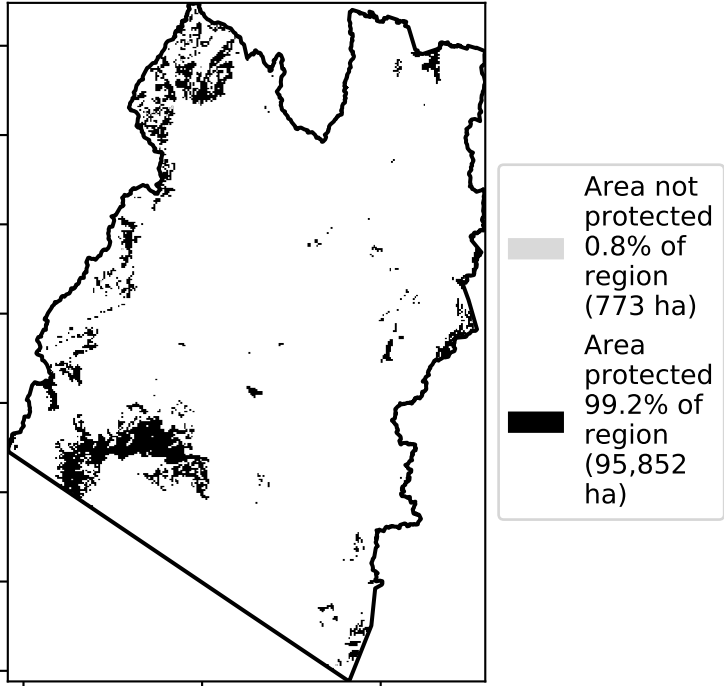 Area not
protected
0.8% of
region
(773 ha)
Area
protected
99.2% of
region
(95,852
ha)